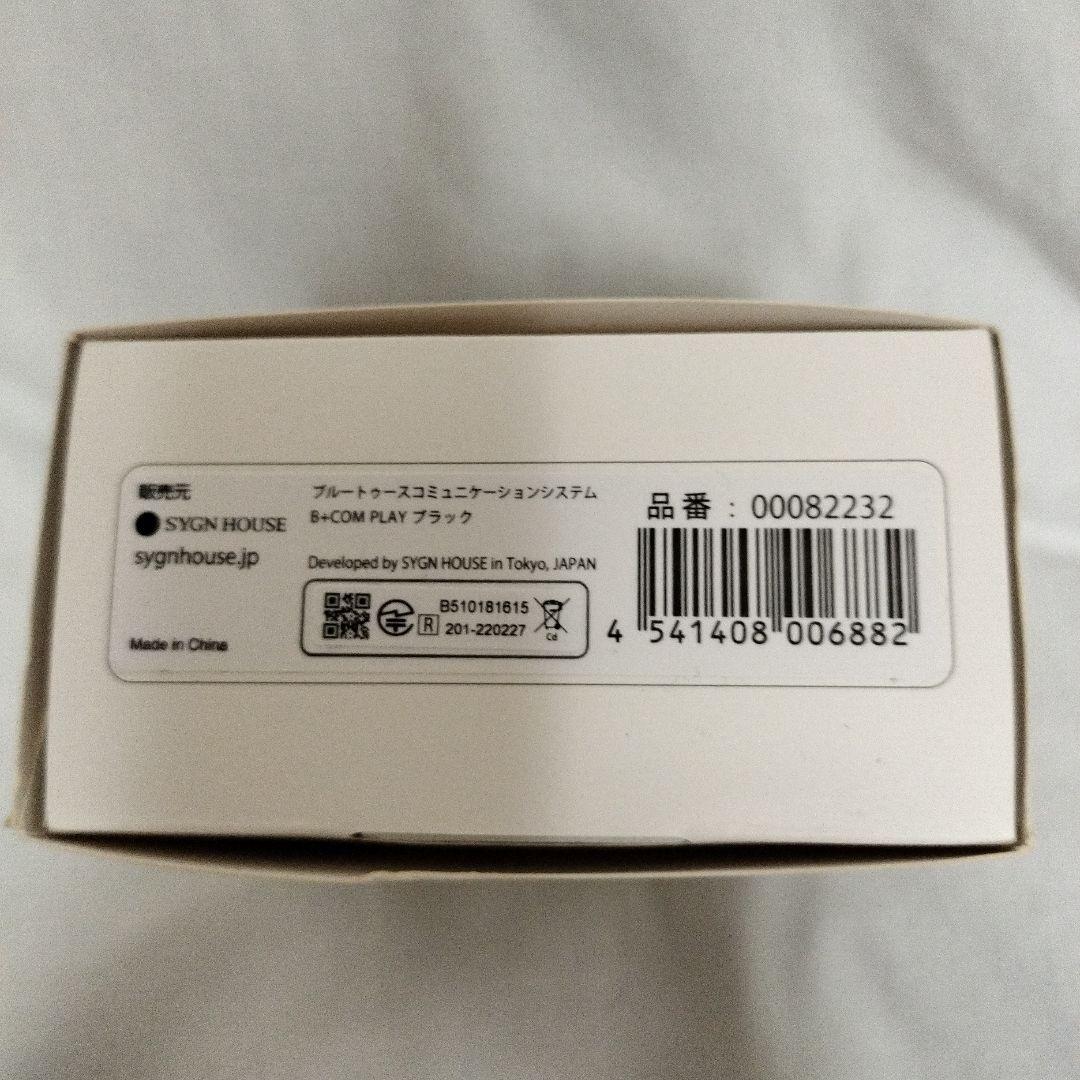 販売元
SYGN HOUSE
sygnhouse.jp
Made in China
ブルートゥースコミュニケーションシステム
B+COM PLAY ブラック
Developed by SYGN HOUSE in Tokyo, JAPAN
R
B510181615
201-220227
Cd
品番：00082232
4 541408 006882